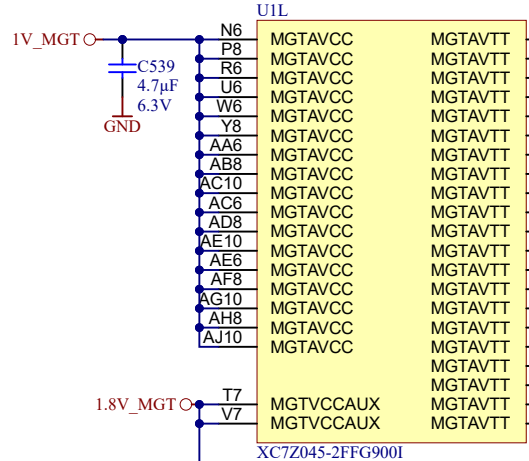 U1L
1V_MGT N6 MGTAVCC MGTAVTT
C539 P8 MGTAVCC MGTAVTT
4.7µF R6 MGTAVCC MGTAVTT
6.3V U6 MGTAVCC MGTAVTT
GND W6 MGTAVCC MGTAVTT
Y8 MGTAVCC MGTAVTT
AA6 MGTAVCC MGTAVTT
AB8 MGTAVCC MGTAVTT
AC10 MGTAVCC MGTAVTT
AC6 MGTAVCC MGTAVTT
AD8 MGTAVCC MGTAVTT
AE10 MGTAVCC MGTAVTT
AE6 MGTAVCC MGTAVTT
AF8 MGTAVCC MGTAVTT
AG10 MGTAVCC MGTAVTT
AH8 MGTAVCC MGTAVTT
AJ10 MGTAVCC MGTAVTT
MGTAVTT
MGTAVTT
1.8V_MGT T7 MGTVCCAUX MGTAVTT
V7 MGTVCCAUX MGTAVTT
XC7Z045-2FFG900I